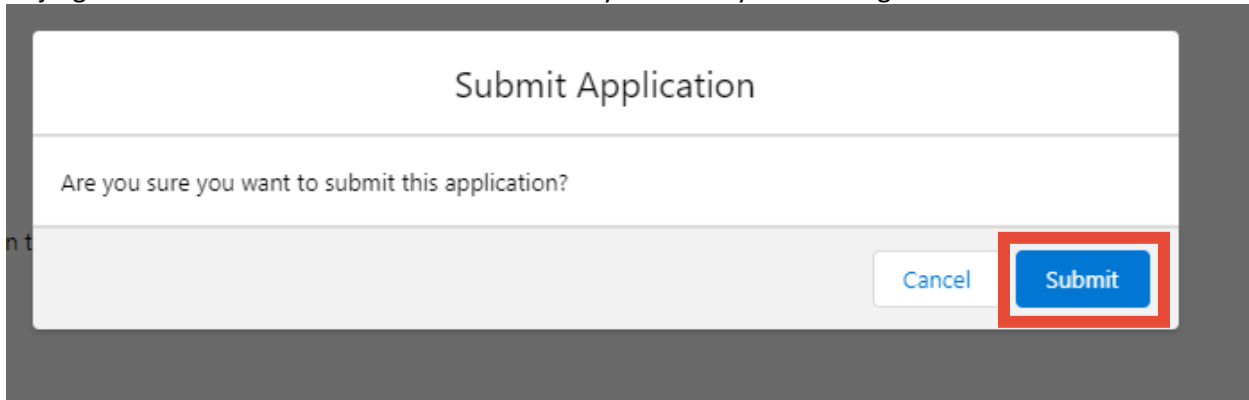 Submit Application
Are you sure you want to submit this application?
n t
Cancel Submit